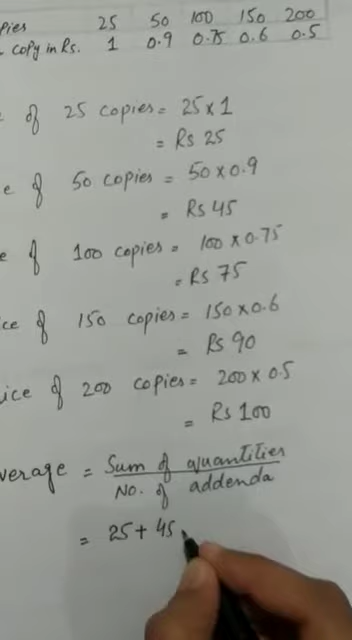 25 50 100 150 200
copy in Rs. 1 0.9 0.75 0.6 0.5
of 25 copies = 25 x 1
= Rs 25
of 50 copies = 50 x 0.9
= Rs 45
of 100 copies = 100 x 0.75
= Rs 75
of 150 copies = 150 x 0.6
= Rs 90
of 200 copies = 200 x 0.5
= Rs 100
verage = Sum of quantities
No. of addenda
= 25 + 45